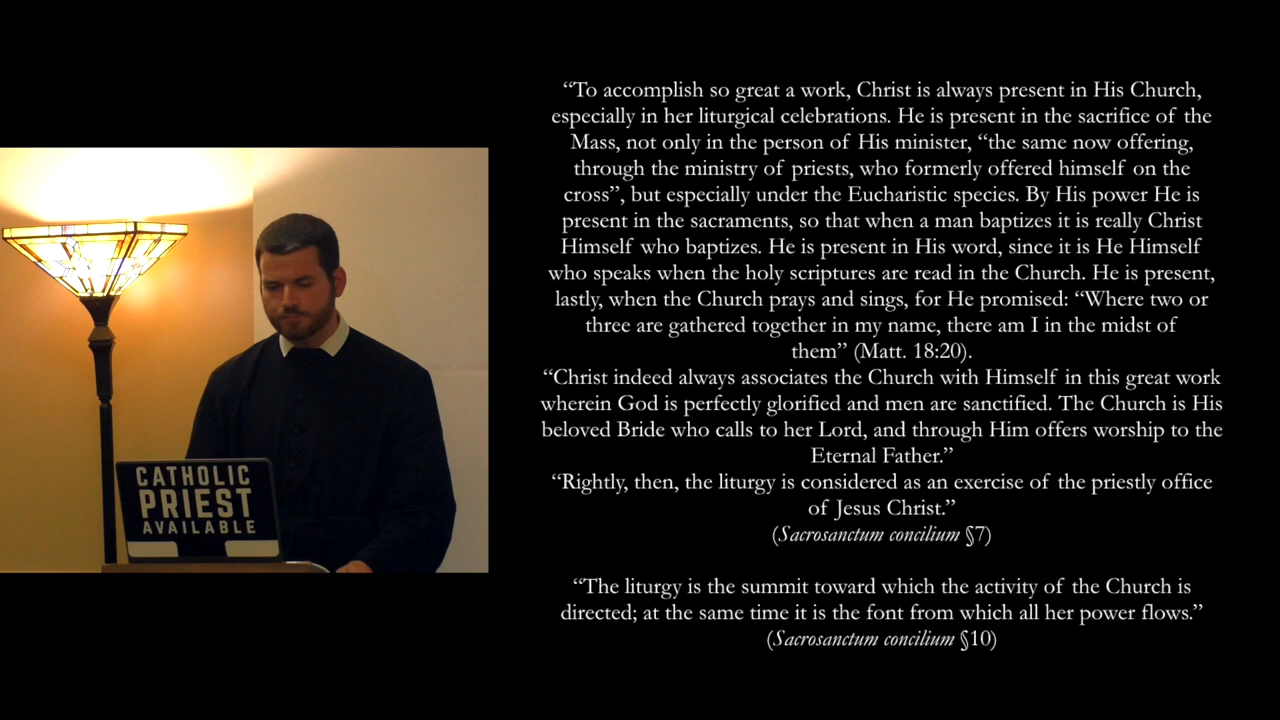 CATHOLIC
PRIEST
AVAILABLE
“To accomplish so great a work, Christ is always present in His Church,
especially in her liturgical celebrations. He is present in the sacrifice of the
Mass, not only in the person of His minister, “the same now offering,
through the ministry of priests, who formerly offered himself on the
cross”, but especially under the Eucharistic species. By His power He is
present in the sacraments, so that when a man baptizes it is really Christ
Himself who baptizes. He is present in His word, since it is He Himself
who speaks when the holy scriptures are read in the Church. He is present,
lastly, when the Church prays and sings, for He promised: “Where two or
three are gathered together in my name, there am I in the midst of
them” (Matt. 18:20).
“Christ indeed always associates the Church with Himself in this great work
wherein God is perfectly glorified and men are sanctified. The Church is His
beloved Bride who calls to her Lord, and through Him offers worship to the
Eternal Father.”
“Rightly, then, the liturgy is considered as an exercise of the priestly office
of Jesus Christ.”
(Sacrosanctum concilium §7)
“The liturgy is the summit toward which the activity of the Church is
directed; at the same time it is the font from which all her power flows.”
(Sacrosanctum concilium §10)